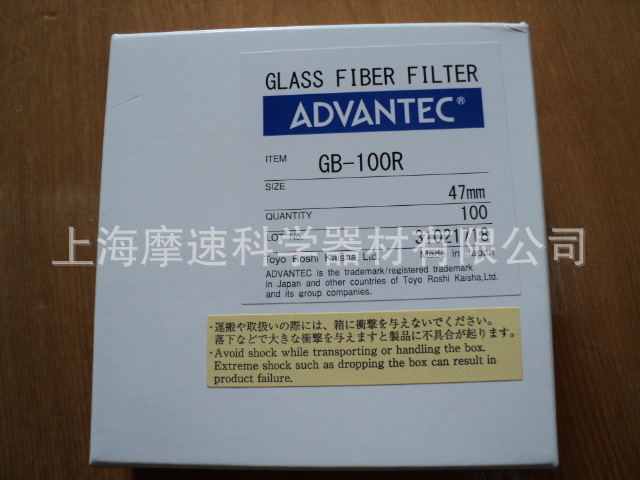 GLASS FIBER FILTER
ADVANTEC®
ITEM GB-100R
SIZE 47mm
QUANTITY 100
LOT No. 31021718
上海摩速科学器材有限公司
Toyo Roshi Kaisha, Ltd. Made in Japan
ADVANTEC is the trademark/registered trademark
in Japan and other countries of Toyo Roshi Kaisha,Ltd.
and its group companies.
・運搬や取扱いの際には、箱に衝撃を与えないでください。
落下などで大きな衝撃を与えますと製品に不具合が起ります。
・Avoid shock while transporting or handling the box.
Extreme shock such as dropping the box can result in
product failure.